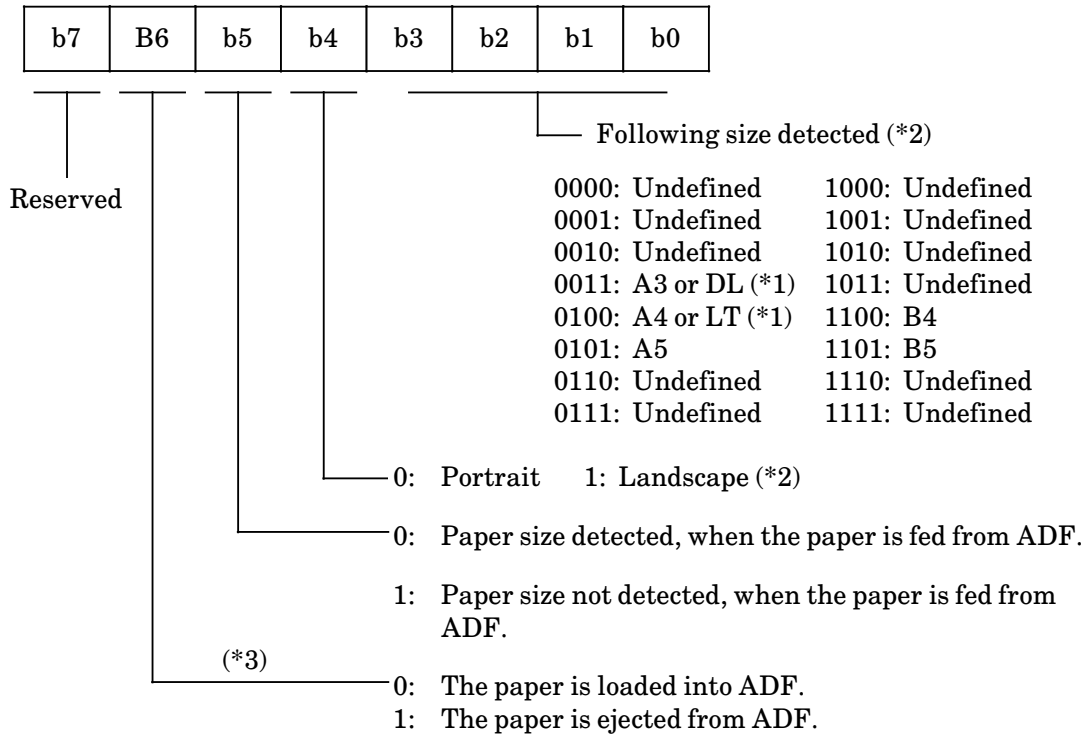 b7 B6 b5 b4 b3 b2 b1 b0
Following size detected (*2)
Reserved
0000: Undefined 1000: Undefined
0001: Undefined 1001: Undefined
0010: Undefined 1010: Undefined
0011: A3 or DL (*1) 1011: Undefined
0100: A4 or LT (*1) 1100: B4
0101: A5 1101: B5
0110: Undefined 1110: Undefined
0111: Undefined 1111: Undefined
0: Portrait 1: Landscape (*2)
0: Paper size detected, when the paper is fed from ADF.
1: Paper size not detected, when the paper is fed from
ADF.
(*3)
0: The paper is loaded into ADF.
1: The paper is ejected from ADF.